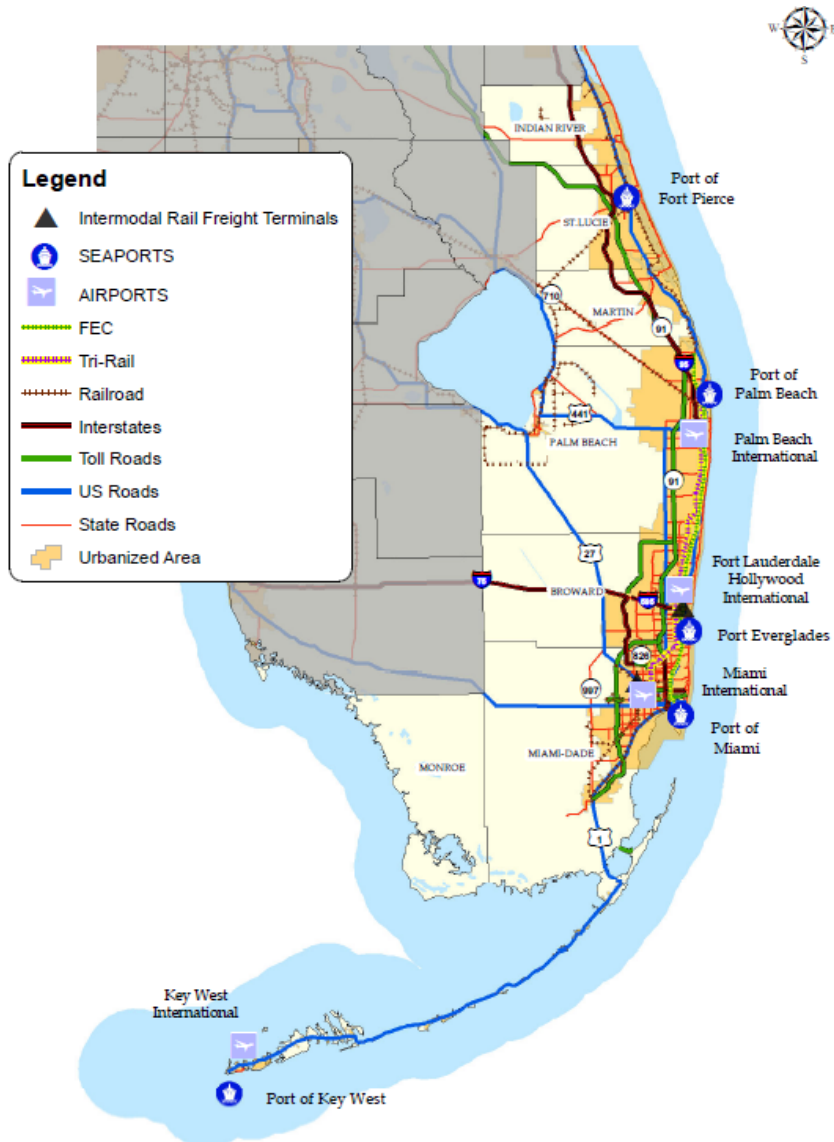 W
E
S
INDIAN RIVER
Port of
Fort Pierce
ST.LUCIE
Legend
Intermodal Rail Freight Terminals
SEAPORTS
AIRPORTS
FEC
Tri-Rail
Railroad
Interstates
Toll Roads
US Roads
State Roads
Urbanized Area
710
MARTIN
91
95
Port of
Palm Beach
441
PALM BEACH
Palm Beach
International
91
27
Fort Lauderdale
Hollywood
International
75
BROWARD
595
Port Everglades
826
997
Miami
International
Port of
Miami
MIAMI-DADE
MONROE
1
Key West
International
Port of Key West